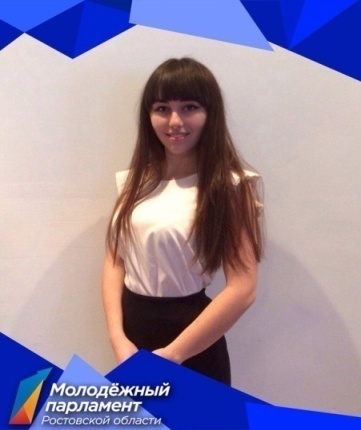 Молодёжный
парламент
Ростовской области